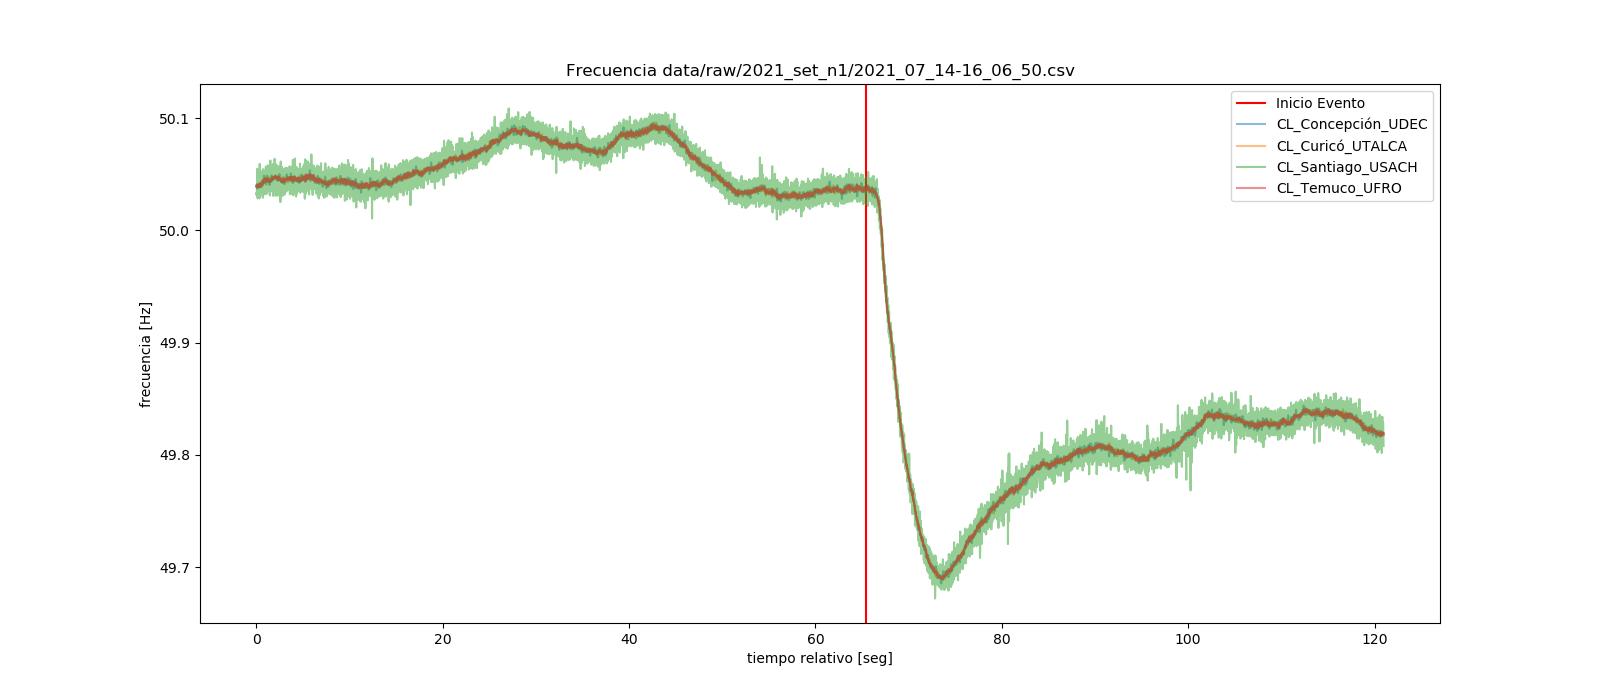 Frecuencia data/raw/2021_set_n1/2021_07_14-16_06_50.csv
Inicio Evento
CL_Concepción_UDEC
CL_Curicó_UTALCA
CL_Santiago_USACH
CL_Temuco_UFRO
frecuencia [Hz]
50.1
50.0
49.9
49.8
49.7
0 20 40 60 80 100 120
tiempo relativo [seg]